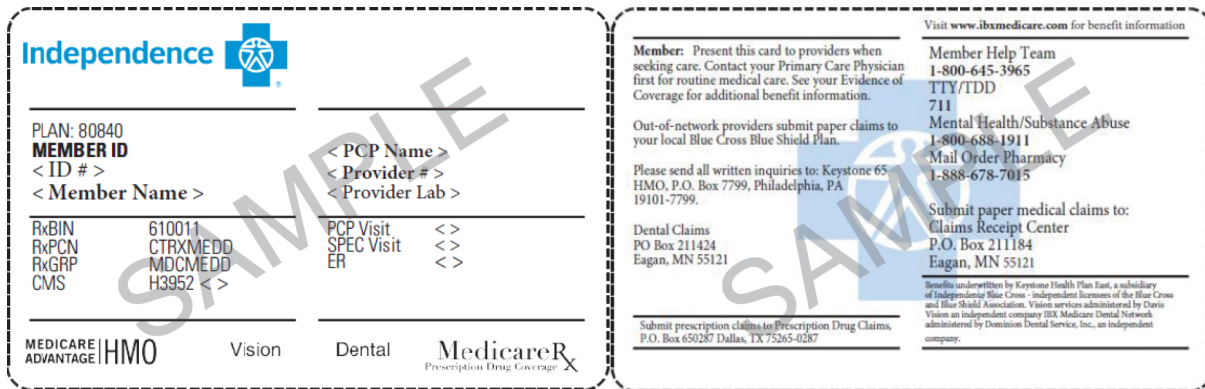 Independence
®
PLAN: 80840
MEMBER ID
< ID # >
< Member Name >
< PCP Name >
< Provider # >
< Provider Lab >
RxBIN 610011
RxPCN CTRXMEDD
RxGRP MDCMEDD
CMS H3952 < >
PCP Visit < >
SPEC Visit < >
ER < >
MEDICARE
ADVANTAGE HMO
Vision
Dental
MedicareRx
Prescription Drug Coverage
SAMPLE
Member: Present this card to providers when
seeking care. Contact your Primary Care Physician
first for routine medical care. See your Evidence of
Coverage for additional benefit information.
Out-of-network providers submit paper claims to
your local Blue Cross Blue Shield Plan.
Please send all written inquiries to: Keystone 65
HMO, P.O. Box 7799, Philadelphia, PA
19101-7799.
Dental Claims
PO Box 211424
Eagan, MN 55121
Submit prescription claims to Prescription Drug Claims,
P.O. Box 650287 Dallas, TX 75265-0287
Visit www.ibxmedicare.com for benefit information
Member Help Team
1-800-645-3965
TTY/TDD
711
Mental Health/Substance Abuse
1-800-688-1911
Mail Order Pharmacy
1-888-678-7015
Submit paper medical claims to:
Claims Receipt Center
P.O. Box 211184
Eagan, MN 55121
Benefits underwritten by Keystone Health Plan East, a subsidiary
of Independence Blue Cross - independent licensees of the Blue Cross
and Blue Shield Association. Vision services administered by Davis
Vision an independent company IBX Medicare Dental Network
administered by Dominion Dental Service, Inc., an independent
company.
SAMPLE